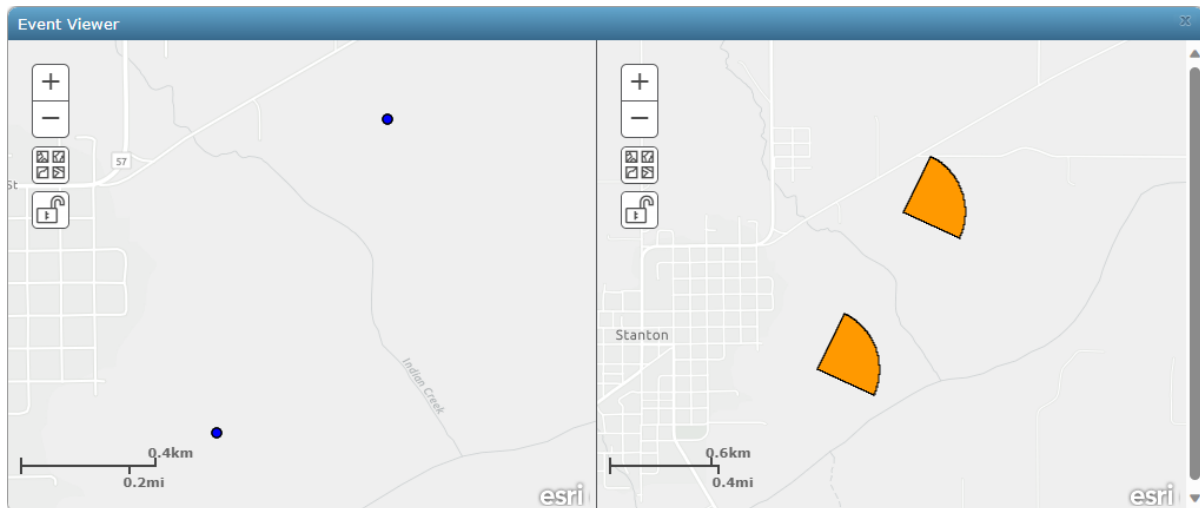 Event Viewer
x
+
−
57
St
Indian Creek
0.4km
0.2mi
esri
+
−
Stanton
0.6km
0.4mi
esri